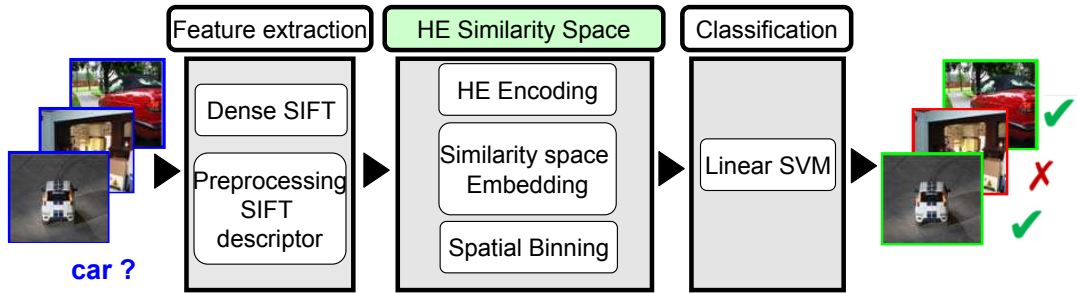 Feature extraction
HE Similarity Space
Classification
Dense SIFT
Preprocessing
SIFT
descriptor
HE Encoding
Similarity space
Embedding
Spatial Binning
Linear SVM
car ?